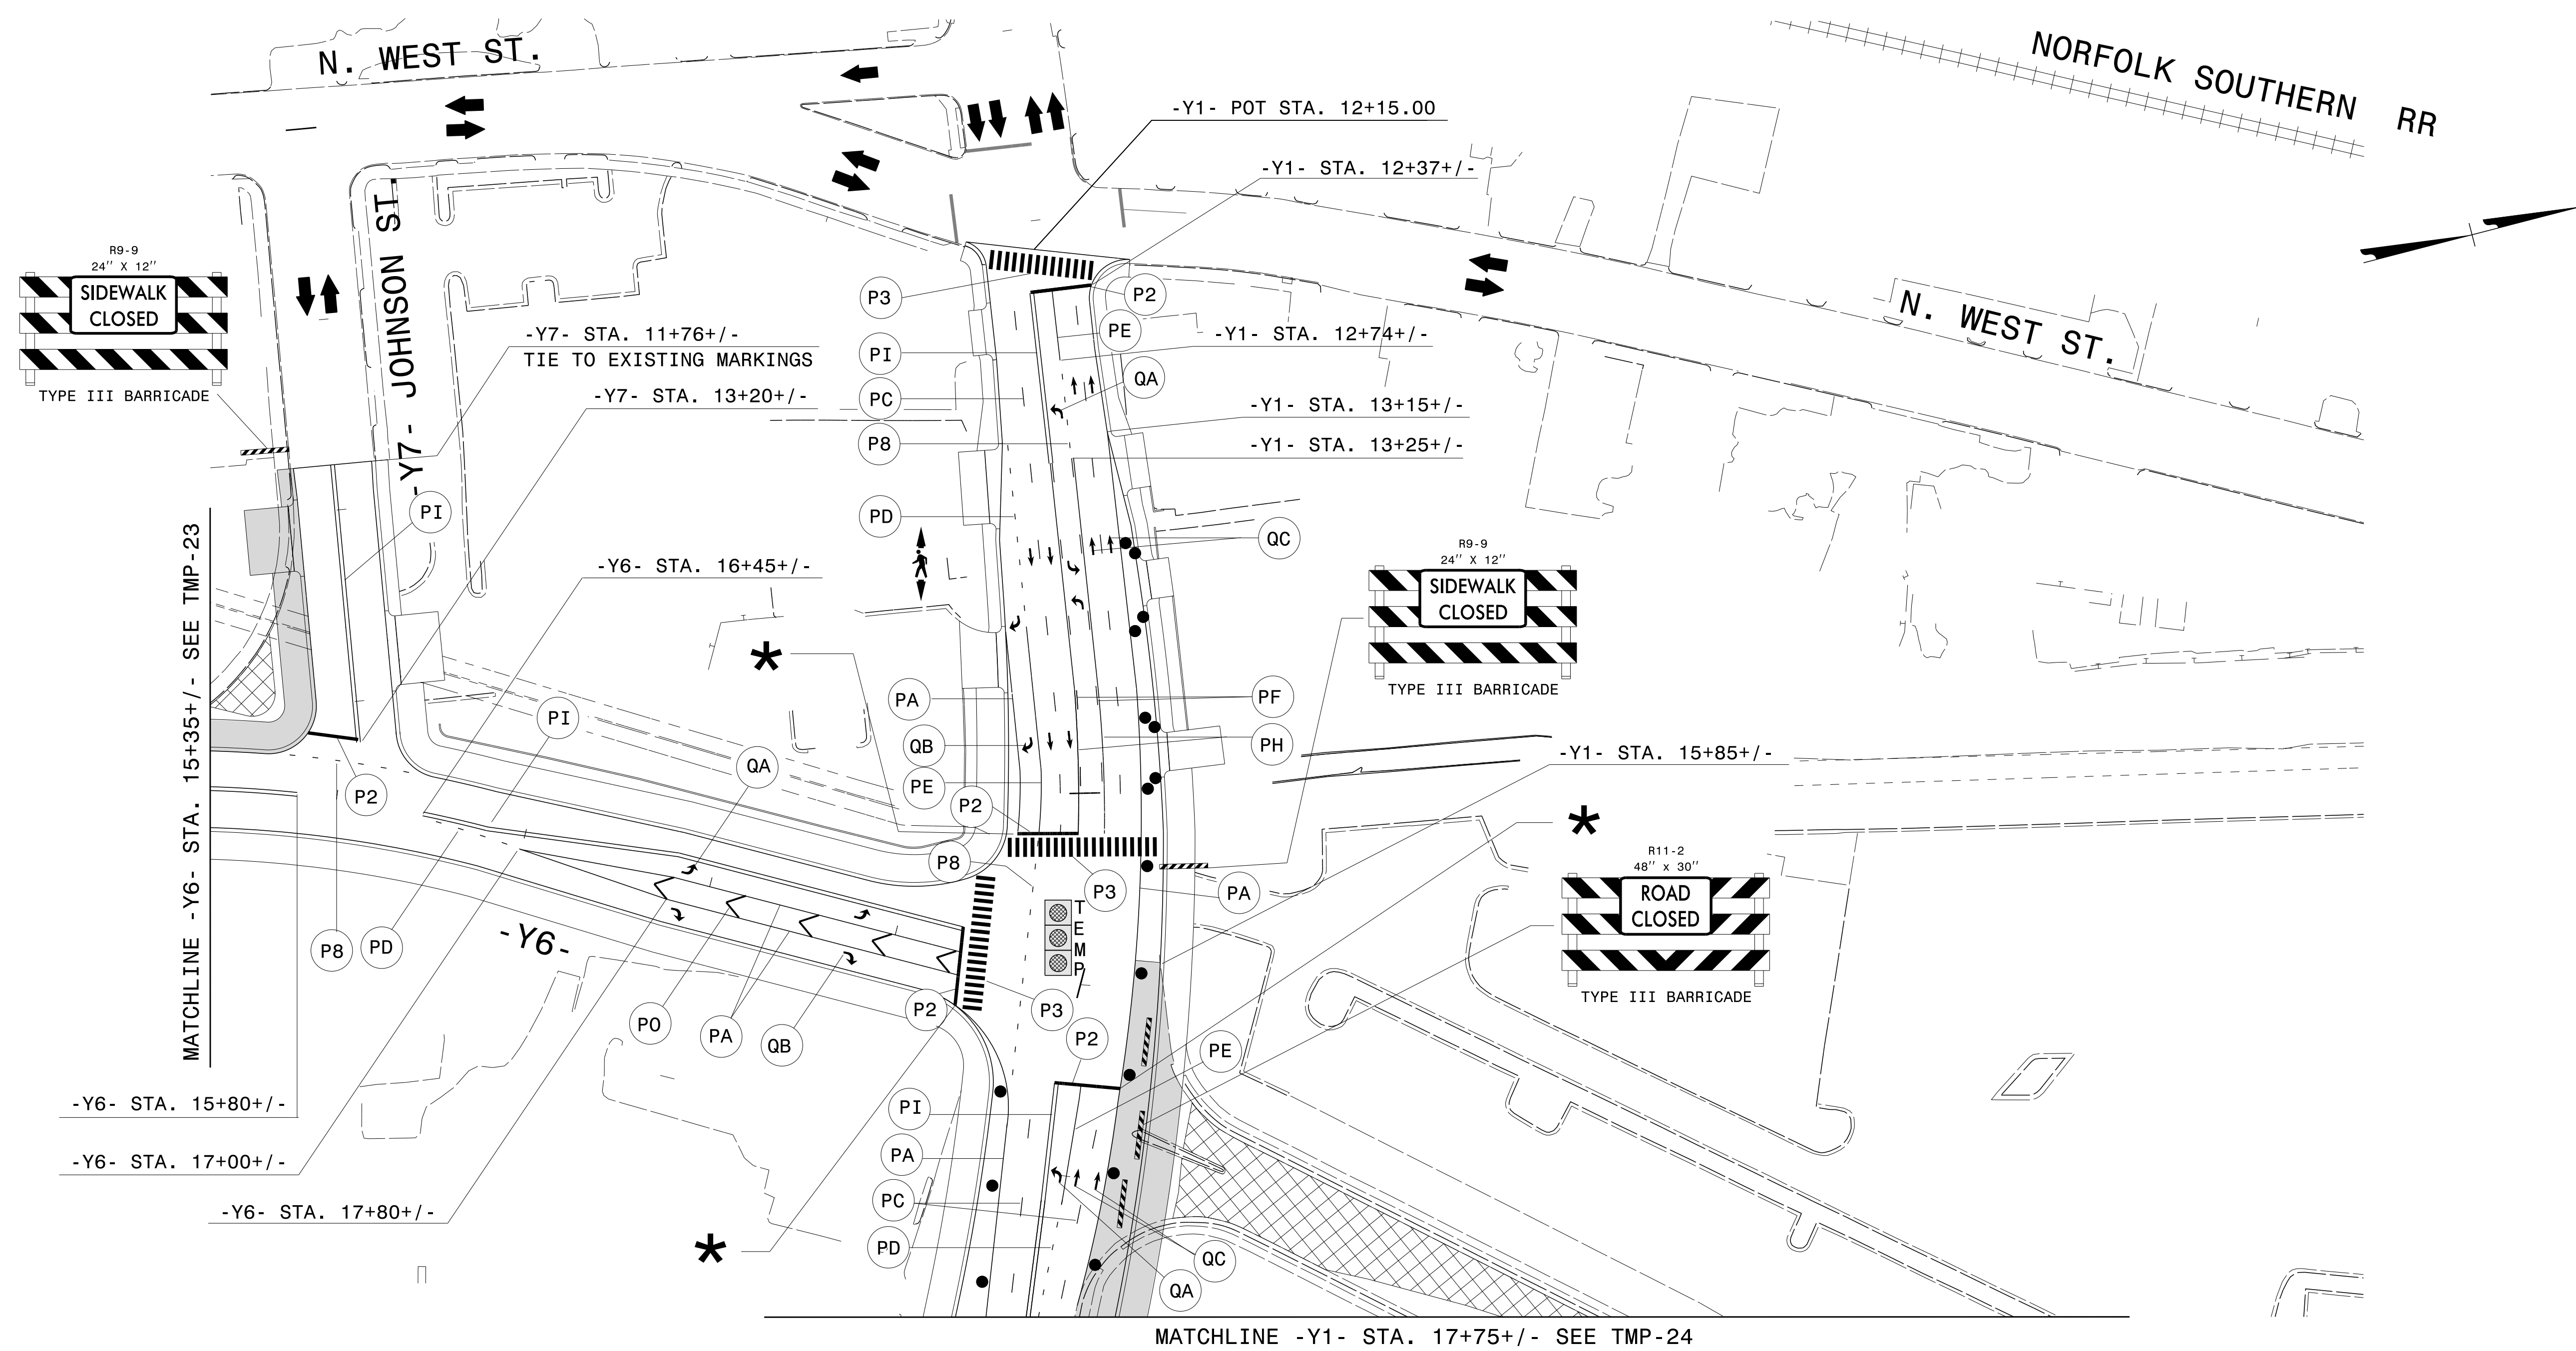 N. WEST ST.
NORFOLK SOUTHERN RR
-Y1- POT STA. 12+15.00
-Y1- STA. 12+37+/-
R9-9
24'' X 12''
SIDEWALK
CLOSED
TYPE III BARRICADE
-Y7- JOHNSON ST.
P3
P2
PE
-Y7- STA. 11+76+/-
TIE TO EXISTING MARKINGS
PI
-Y1- STA. 12+74+/-
N. WEST ST.
QA
-Y7- STA. 13+20+/-
PC
-Y1- STA. 13+15+/-
P8
-Y1- STA. 13+25+/-
PI
PD
QC
R9-9
24'' X 12''
SIDEWALK
CLOSED
TYPE III BARRICADE
-Y6- STA. 16+45+/-
*
MATCHLINE -Y6- STA. 15+35+/- SEE TMP-23
PA
PF
PI
QB
PH
-Y1- STA. 15+85+/-
QA
PE
P2
P2
*
R11-2
48'' x 30''
ROAD
CLOSED
TYPE III BARRICADE
P8
P3
PA
TEMP
-Y6-
P8
PD
P2
P3
PO
PA
QB
P2
PE
-Y6- STA. 15+80+/-
PI
-Y6- STA. 17+00+/-
PA
-Y6- STA. 17+80+/-
PC
*
PD
QC
QA
MATCHLINE -Y1- STA. 17+75+/- SEE TMP-24